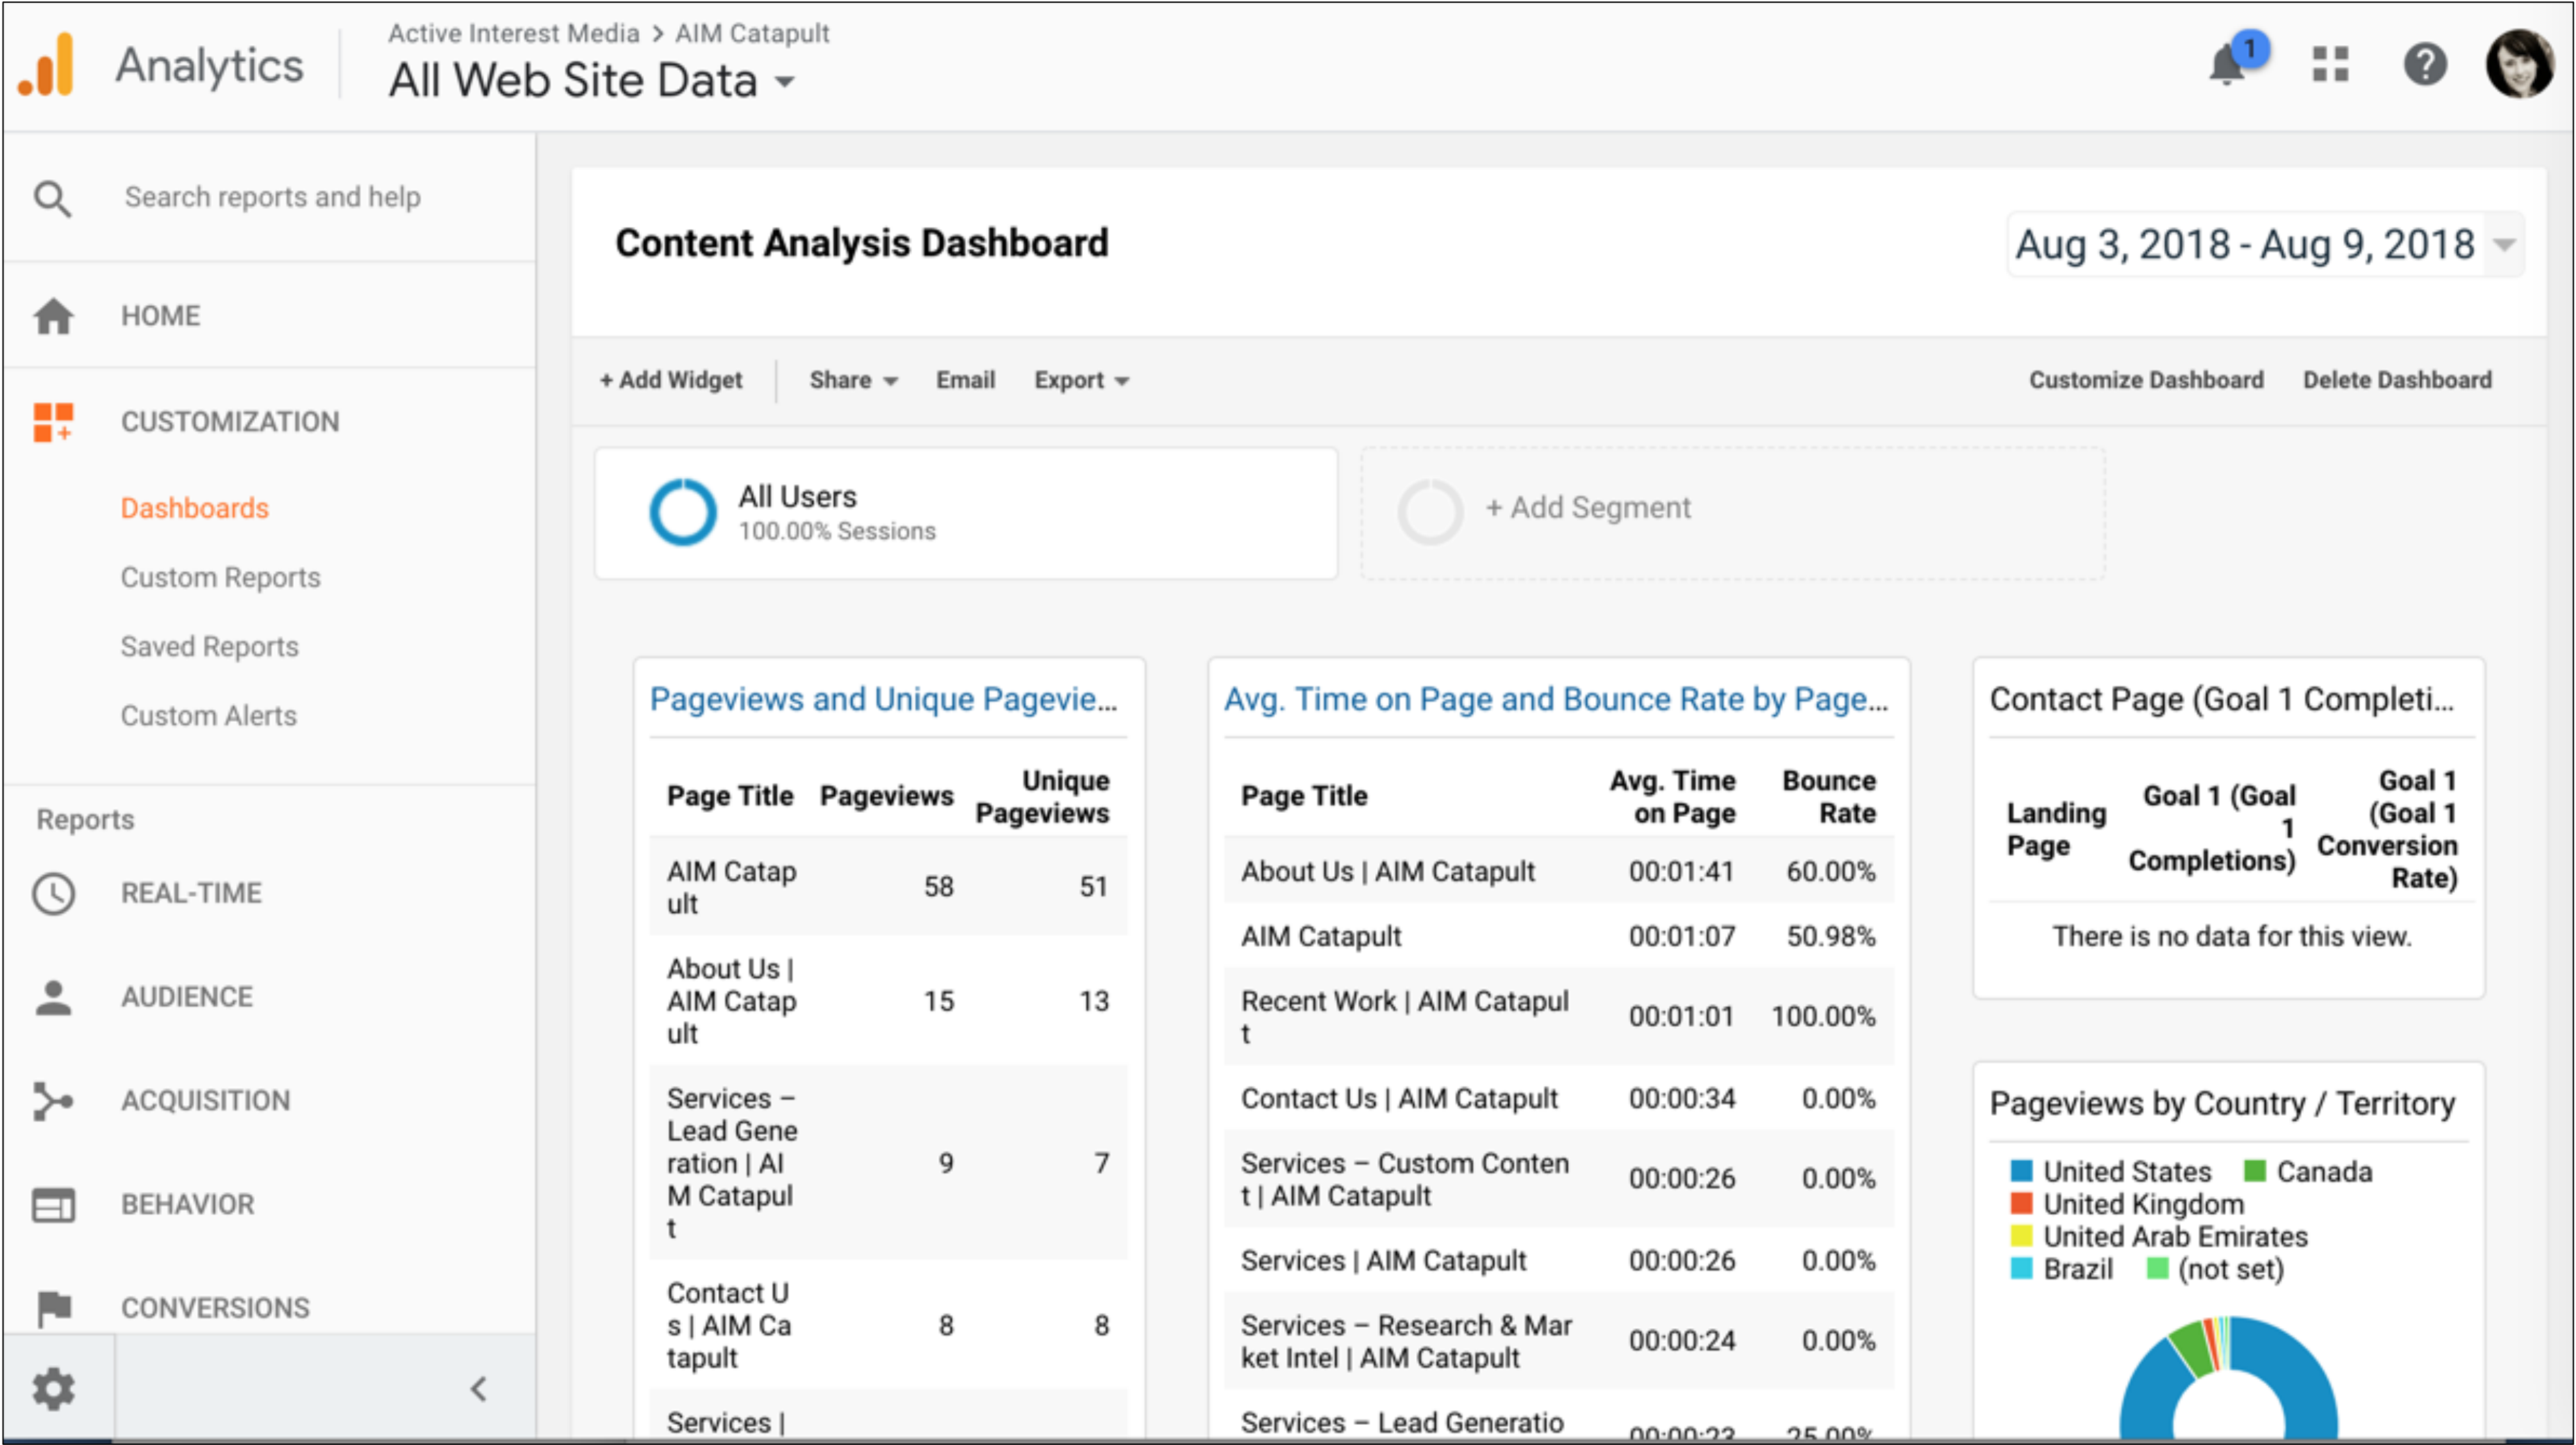 Analytics
Active Interest Media > AIM Catapult
All Web Site Data
1
Search reports and help
HOME
CUSTOMIZATION
Dashboards
Custom Reports
Saved Reports
Custom Alerts
Reports
REAL-TIME
AUDIENCE
ACQUISITION
BEHAVIOR
CONVERSIONS
Content Analysis Dashboard
Aug 3, 2018 - Aug 9, 2018
+ Add Widget Share Email Export Customize Dashboard Delete Dashboard
All Users
100.00% Sessions
+ Add Segment
Pageviews and Unique Pagevie...
Page Title Pageviews Unique
Pageviews
AIM Catap
ult 58 51
About Us |
AIM Catap 15 13
ult
Services –
Lead Gene
ration | AI 9 7
M Catapul
t
Contact U
s | AIM Ca 8 8
tapult
Services |
Avg. Time on Page and Bounce Rate by Page...
Page Title Avg. Time
on Page Bounce
Rate
About Us | AIM Catapult 00:01:41 60.00%
AIM Catapult 00:01:07 50.98%
Recent Work | AIM Catapul
t 00:01:01 100.00%
Contact Us | AIM Catapult 00:00:34 0.00%
Services – Custom Conten
t | AIM Catapult 00:00:26 0.00%
Services | AIM Catapult 00:00:26 0.00%
Services – Research & Mar
ket Intel | AIM Catapult 00:00:24 0.00%
Services – Lead Generatio
00:00:23 25.00%
Contact Page (Goal 1 Completi...
Landing
Page
Goal 1 (Goal
1
Completions)
Goal 1
(Goal 1
Conversion
Rate)
There is no data for this view.
Pageviews by Country / Territory
United States Canada
United Kingdom
United Arab Emirates
Brazil (not set)